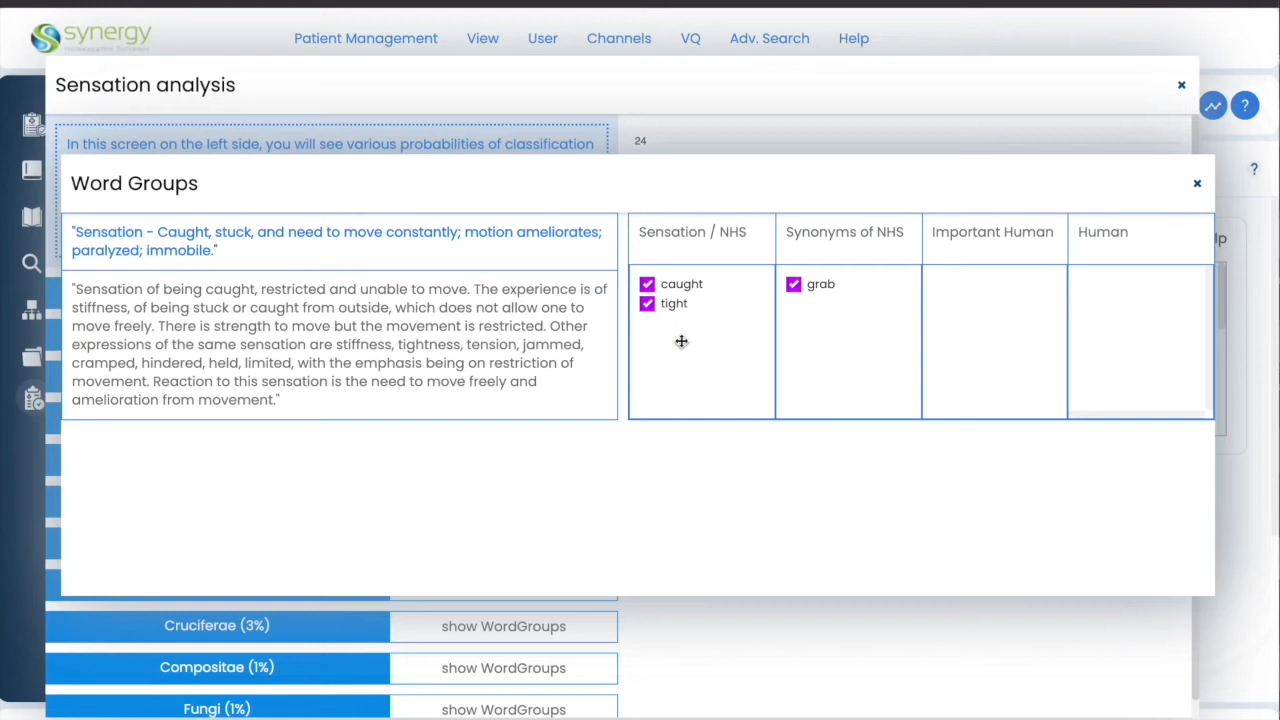 synergy
Patient Management View User Channels VQ Adv. Search Help
Sensation analysis
In this screen on the left side, you will see various probabilities of classification
24
?
Word Groups
?
"Sensation - Caught, stuck, and need to move constantly; motion ameliorates;
paralyzed; immobile."
Sensation / NHS Synonyms of NHS Important Human Human
lp
"Sensation of being caught, restricted and unable to move. The experience is of
stiffness, of being stuck or caught from outside, which does not allow one to
move freely. There is strength to move but the movement is restricted. Other
expressions of the same sensation are stiffness, tightness, tension, jammed,
cramped, hindered, held, limited, with the emphasis being on restriction of
movement. Reaction to this sensation is the need to move freely and
amelioration from movement."
caught
tight
grab
Cruciferae (3%) show WordGroups
Compositae (1%) show WordGroups
Fungi (1%) show WordGroups